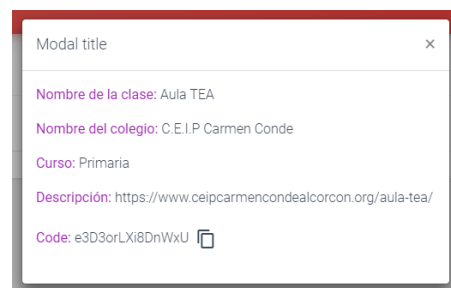 Modal title
Nombre de la clase: Aula TEA
Nombre del colegio: C.E.I.P Carmen Conde
Curso: Primaria
Descripción: https://www.ceipcarmencondealcorcon.org/aula-tea/
Code: e3D3orLXi8DnWxU